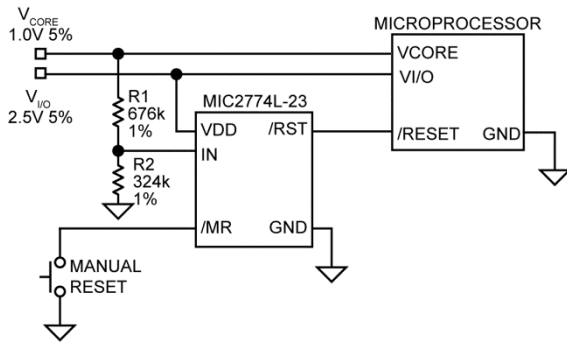 VCORE
1.0V 5%
VI/O
2.5V 5%
R1
676k
1%
R2
324k
1%
MIC2774L-23
VDD
/RST
IN
/MR
GND
MANUAL
RESET
MICROPROCESSOR
VCORE
VI/O
/RESET
GND